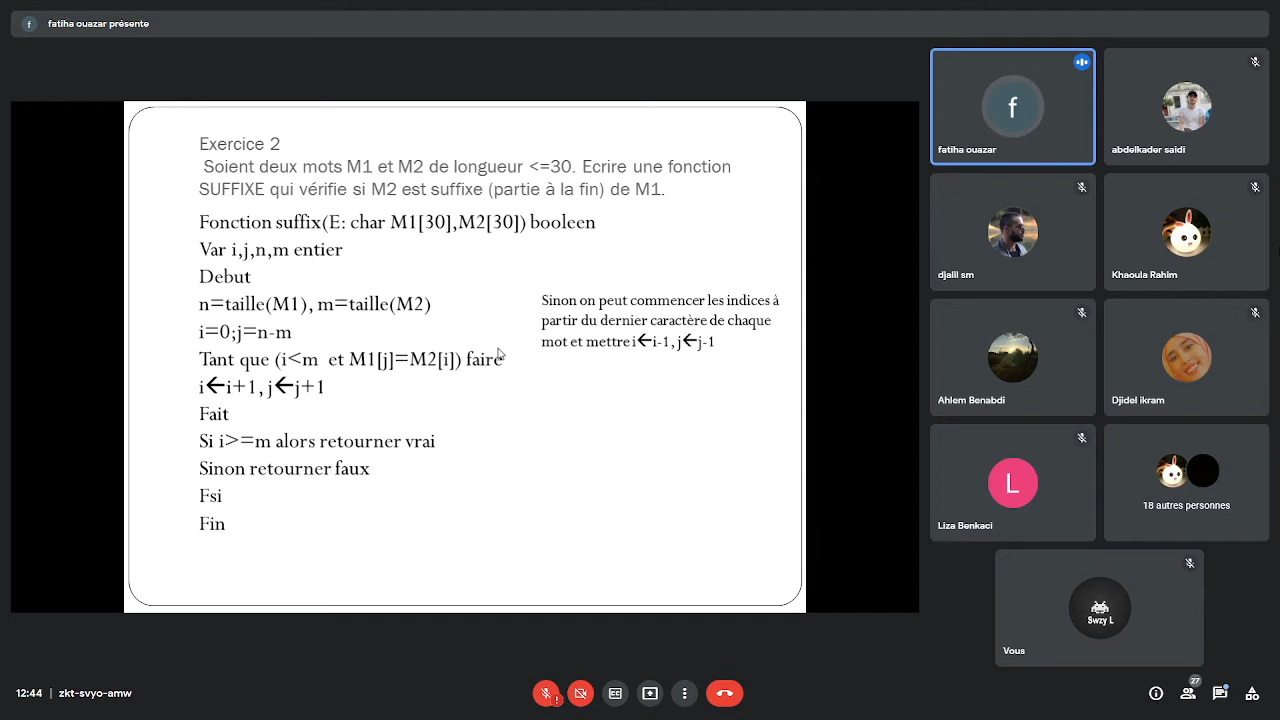 fatiha ouazar présente
Exercice 2
Soient deux mots M1 et M2 de longueur <=30. Ecrire une fonction
SUFFIXE qui vérifie si M2 est suffixe (partie à la fin) de M1.
Fonction suffix(E: char M1[30],M2[30]) booleen
Var i,j,n,m entier
Debut
n=taille(M1), m=taille(M2)
i=0;j=n-m
Tant que (i<m et M1[j]=M2[i]) faire
i←i+1, j←j+1
Fait
Si i>=m alors retourner vrai
Sinon retourner faux
Fsi
Fin
Sinon on peut commencer les indices à
partir du dernier caractère de chaque
mot et mettre i←i-1, j←j-1
f
fatiha ouazar
abdelkader saidi
djalil sm
Khaoula Rahim
Ahlem Benabdi
Djidel ikram
L
Liza Benkaci
18 autres personnes
Swzy L
Vous
12:44 | zkt-svyo-amw
27